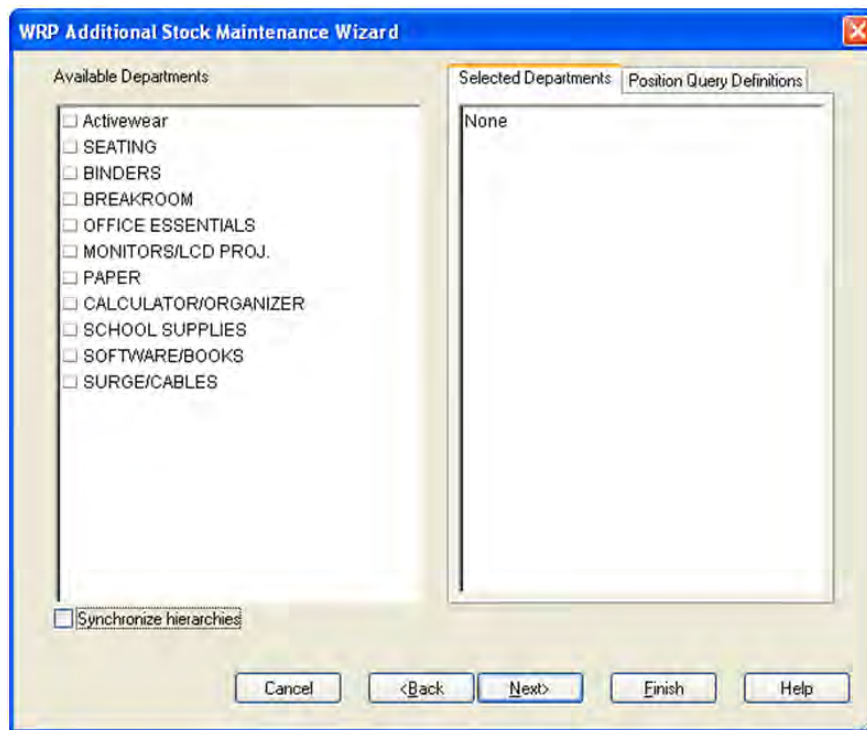 WRP Additional Stock Maintenance Wizard
Available Departments
Activewear
SEATING
BINDERS
BREAKROOM
OFFICE ESSENTIALS
MONITORS/LCD PROJ.
PAPER
CALCULATOR/ORGANIZER
SCHOOL SUPPLIES
SOFTWARE/BOOKS
SURGE/CABLES
Synchronize hierarchies
Selected Departments
Position Query Definitions
None
Cancel
<Back
Next>
Finish
Help